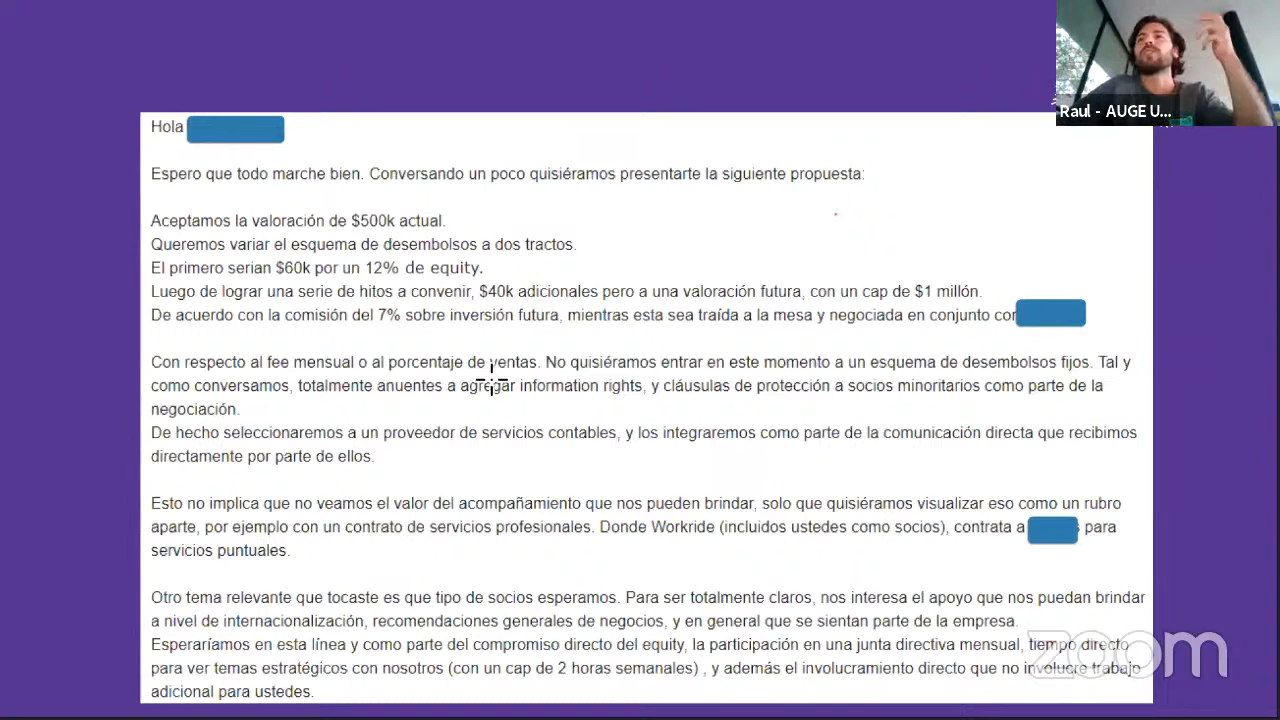 Raul - AUGE U...
Hola
Espero que todo marche bien. Conversando un poco quisiéramos presentarte la siguiente propuesta:
Aceptamos la valoración de $500k actual.
Queremos variar el esquema de desembolsos a dos tractos.
El primero serian $60k por un 12% de equity.
Luego de lograr una serie de hitos a convenir, $40k adicionales pero a una valoración futura, con un cap de $1 millón.
De acuerdo con la comisión del 7% sobre inversión futura, mientras esta sea traída a la mesa y negociada en conjunto con
Con respecto al fee mensual o al porcentaje de ventas. No quisiéramos entrar en este momento a un esquema de desembolsos fijos. Tal y
como conversamos, totalmente anuentes a agregar information rights, y cláusulas de protección a socios minoritarios como parte de la
negociación.
De hecho seleccionaremos a un proveedor de servicios contables, y los integraremos como parte de la comunicación directa que recibimos
directamente por parte de ellos.
Esto no implica que no veamos el valor del acompañamiento que nos pueden brindar, solo que quisiéramos visualizar eso como un rubro
aparte, por ejemplo con un contrato de servicios profesionales. Donde Workride (incluidos ustedes como socios), contrata a para
servicios puntuales.
Otro tema relevante que tocaste es que tipo de socios esperamos. Para ser totalmente claros, nos interesa el apoyo que nos puedan brindar
a nivel de internacionalización, recomendaciones generales de negocios, y en general que se sientan parte de la empresa.
Esperaríamos en esta línea y como parte del compromiso directo del equity, la participación en una junta directiva mensual, tiempo directo
para ver temas estratégicos con nosotros (con un cap de 2 horas semanales) , y además el involucramiento directo que no involucre trabajo
adicional para ustedes.
zoom